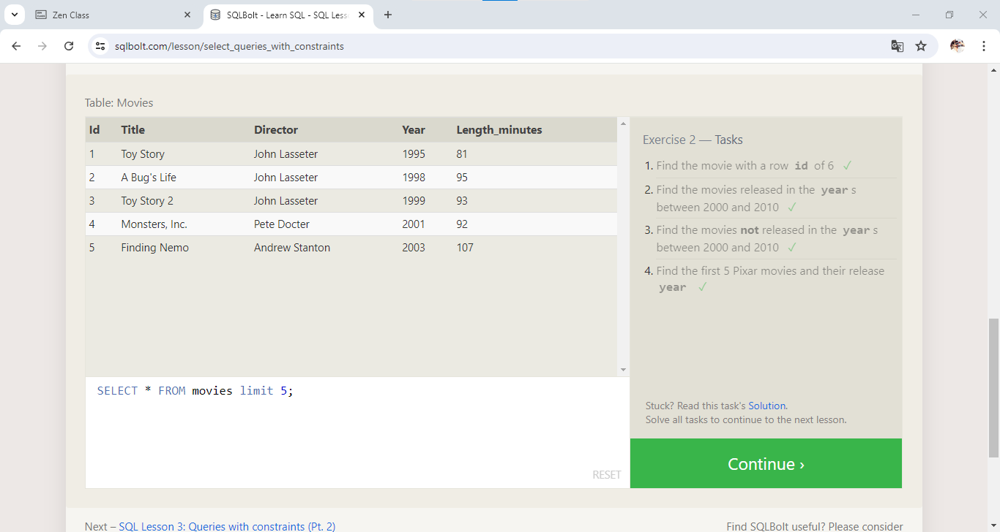 Zen Class
SQLBolt - Learn SQL - SQL Less
sqlbolt.com/lesson/select_queries_with_constraints
Table: Movies
Id Title Director Year Length_minutes
1 Toy Story John Lasseter 1995 81
2 A Bug's Life John Lasseter 1998 95
3 Toy Story 2 John Lasseter 1999 93
4 Monsters, Inc. Pete Docter 2001 92
5 Finding Nemo Andrew Stanton 2003 107
SELECT * FROM movies limit 5;
RESET
Exercise 2 — Tasks
1. Find the movie with a row id of 6 ✓
2. Find the movies released in the year s
between 2000 and 2010 ✓
3. Find the movies not released in the year s
between 2000 and 2010 ✓
4. Find the first 5 Pixar movies and their release
year ✓
Stuck? Read this task's Solution.
Solve all tasks to continue to the next lesson.
Continue ›
Next – SQL Lesson 3: Queries with constraints (Pt. 2)
Find SQLBolt useful? Please consider